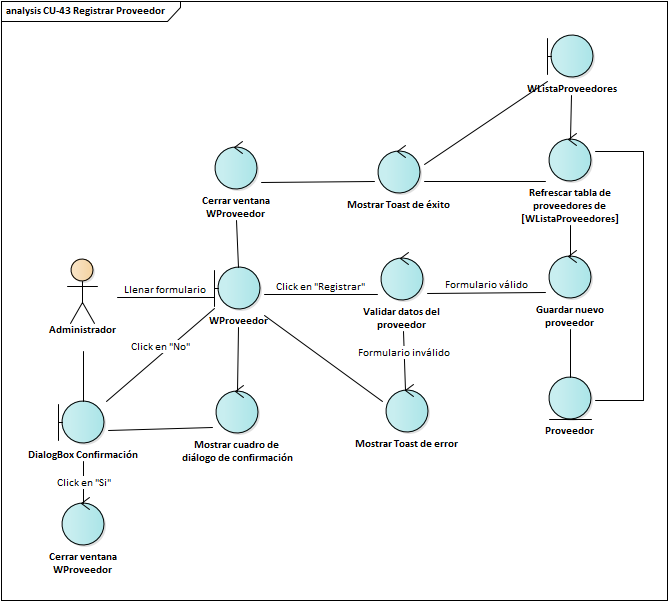 analysis CU-43 Registrar Proveedor
WListaProveedores
Cerrar ventana
WProveedor
Mostrar Toast de éxito
Refrescar tabla de
proveedores de
[WListaProveedores]
Administrador
Llenar formulario
WProveedor
Click en "Registrar"
Validar datos del
proveedor
Formulario válido
Guardar nuevo
proveedor
Click en "No"
Formulario inválido
DialogBox Confirmación
Mostrar cuadro de
diálogo de confirmación
Mostrar Toast de error
Proveedor
Click en "Si"
Cerrar ventana
WProveedor